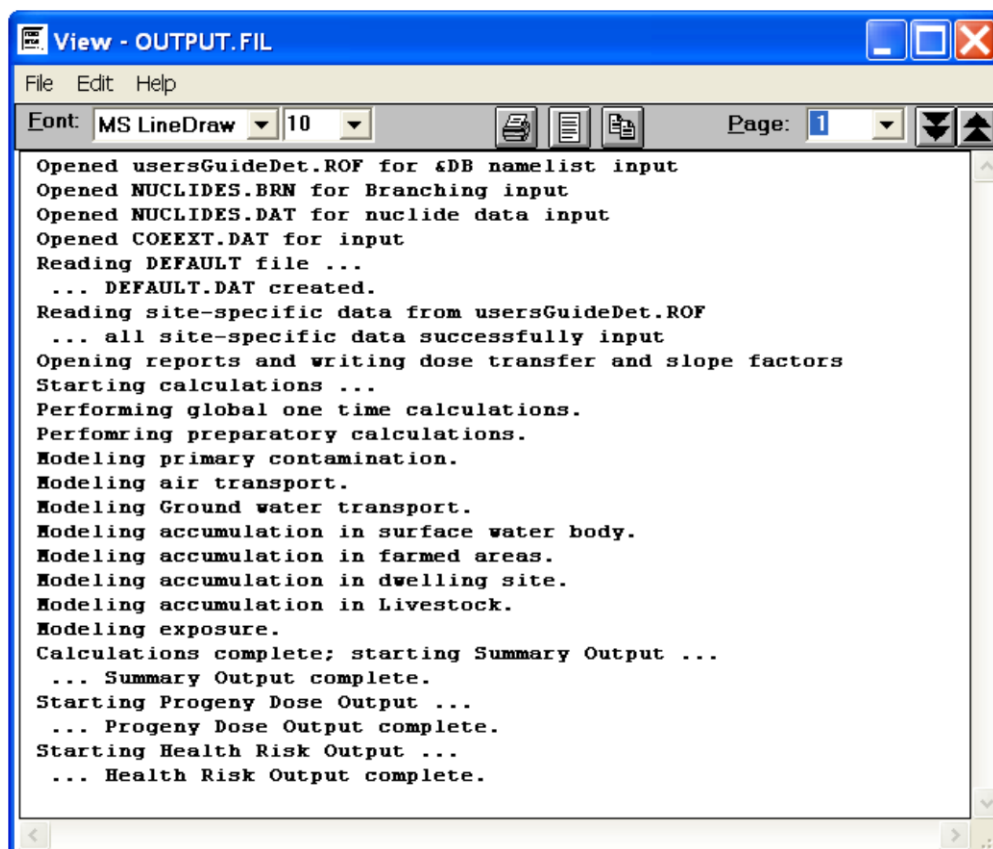 View - OUTPUT.FIL
File Edit Help
Font: MS LineDraw 10 Page: 1
Opened usersGuideDet.ROF for &DB namelist input
Opened NUCLIDES.BRN for Branching input
Opened NUCLIDES.DAT for nuclide data input
Opened COEEXT.DAT for input
Reading DEFAULT file ...
... DEFAULT.DAT created.
Reading site-specific data from usersGuideDet.ROF
... all site-specific data successfully input
Opening reports and writing dose transfer and slope factors
Starting calculations ...
Performing global one time calculations.
Perfomring preparatory calculations.
Modeling primary contamination.
Modeling air transport.
Modeling Ground water transport.
Modeling accumulation in surface water body.
Modeling accumulation in farmed areas.
Modeling accumulation in dwelling site.
Modeling accumulation in Livestock.
Modeling exposure.
Calculations complete; starting Summary Output ...
... Summary Output complete.
Starting Progeny Dose Output ...
... Progeny Dose Output complete.
Starting Health Risk Output ...
... Health Risk Output complete.